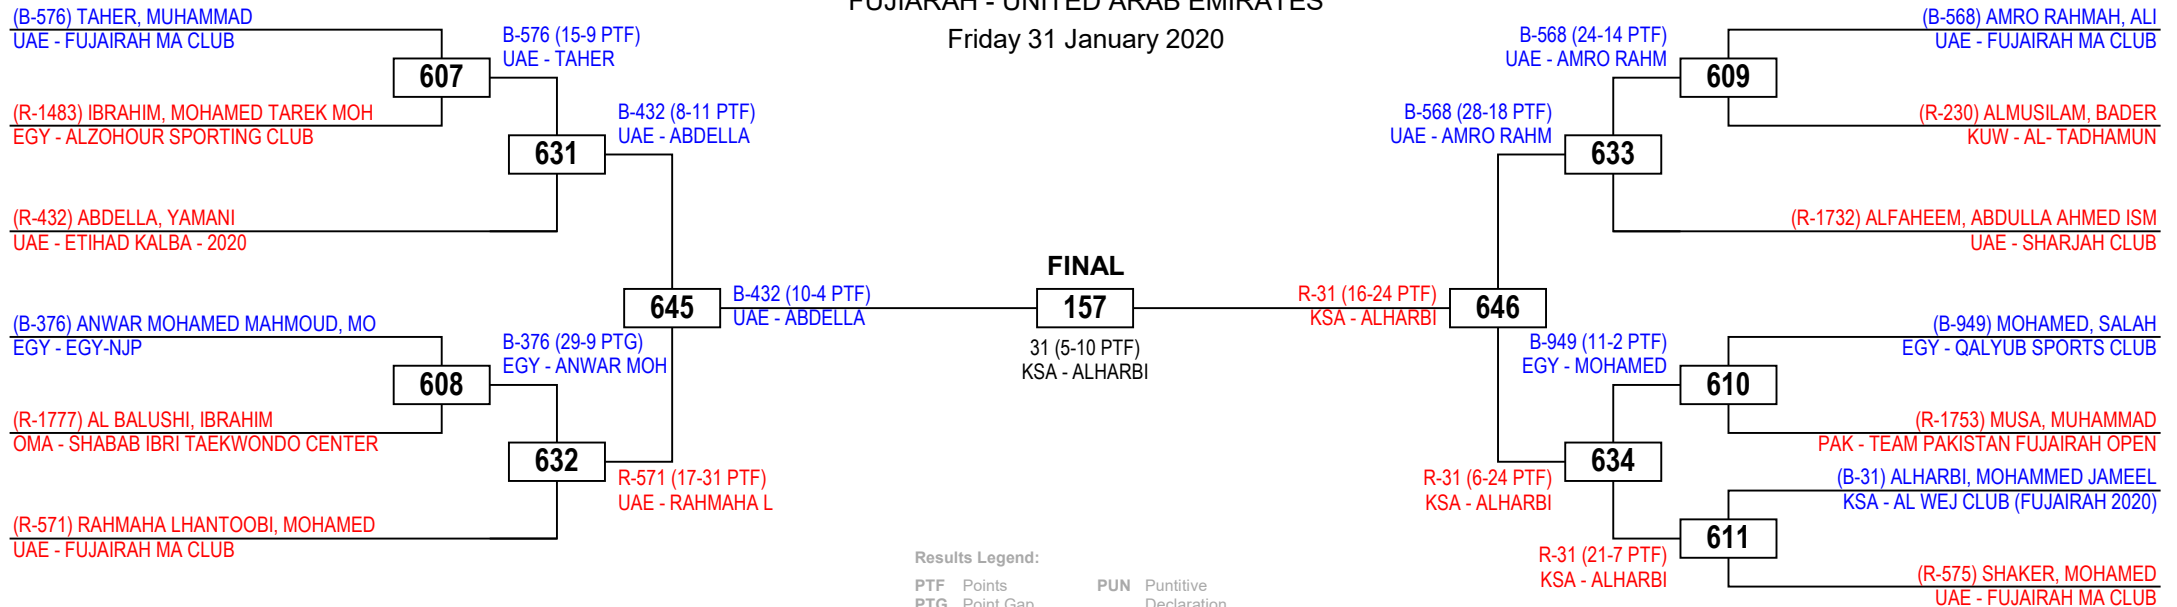 FUJIARAH - UNITED ARAB EMIRATES
Friday 31 January 2020
(B-576) TAHER, MUHAMMAD
UAE - FUJAIRAH MA CLUB
607
(R-1483) IBRAHIM, MOHAMED TAREK MOH
EGY - ALZOHOUR SPORTING CLUB
B-576 (15-9 PTF)
UAE - TAHER
631
(R-432) ABDELLA, YAMANI
UAE - ETIHAD KALBA - 2020
B-432 (8-11 PTF)
UAE - ABDELLA
645
(B-376) ANWAR MOHAMED MAHMOUD, MO
EGY - EGY-NJP
608
(R-1777) AL BALUSHI, IBRAHIM
OMA - SHABAB IBRI TAEKWONDO CENTER
B-376 (29-9 PTG)
EGY - ANWAR MOH
632
(R-571) RAHMAHA LHANTOOBI, MOHAMED
UAE - FUJAIRAH MA CLUB
R-571 (17-31 PTF)
UAE - RAHMAHA L
B-432 (10-4 PTF)
UAE - ABDELLA
FINAL
157
31 (5-10 PTF)
KSA - ALHARBI
R-31 (16-24 PTF)
KSA - ALHARBI
646
B-568 (28-18 PTF)
UAE - AMRO RAHM
633
B-568 (24-14 PTF)
UAE - AMRO RAHM
609
(B-568) AMRO RAHMAH, ALI
UAE - FUJAIRAH MA CLUB
(R-230) ALMUSILAM, BADER
KUW - AL- TADHAMUN
(R-1732) ALFAHEEM, ABDULLA AHMED ISM
UAE - SHARJAH CLUB
B-949 (11-2 PTF)
EGY - MOHAMED
610
(B-949) MOHAMED, SALAH
EGY - QALYUB SPORTS CLUB
(R-1753) MUSA, MUHAMMAD
PAK - TEAM PAKISTAN FUJAIRAH OPEN
634
R-31 (6-24 PTF)
KSA - ALHARBI
(B-31) ALHARBI, MOHAMMED JAMEEL
KSA - AL WEJ CLUB (FUJAIRAH 2020)
611
R-31 (21-7 PTF)
KSA - ALHARBI
(R-575) SHAKER, MOHAMED
UAE - FUJAIRAH MA CLUB
Results Legend:
PTF Points PUN Puntitive
PTG Point Gap Declaration